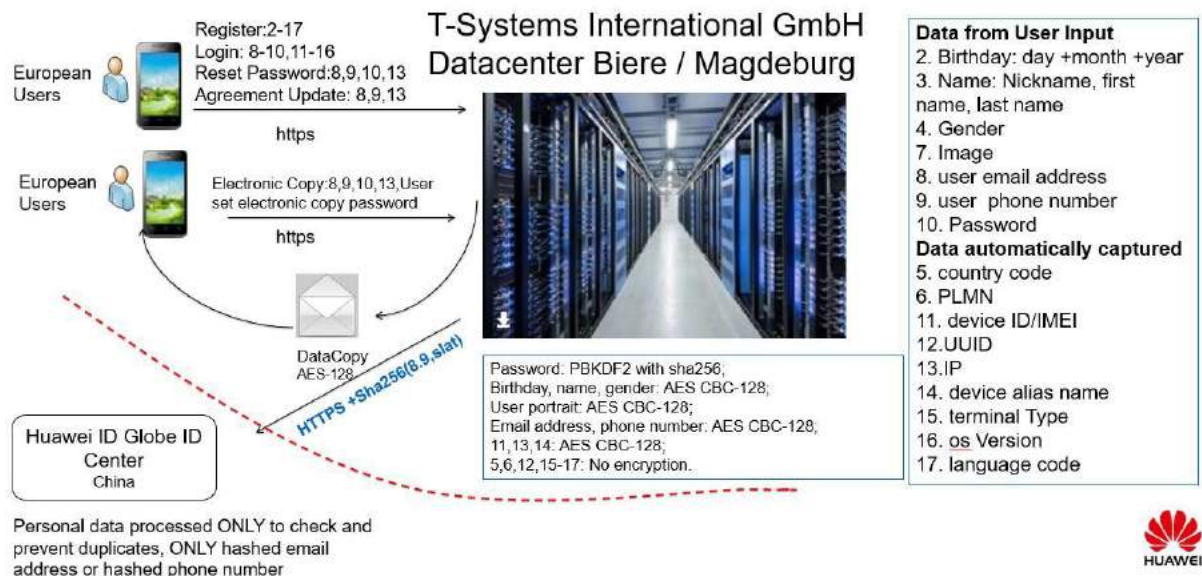 T-Systems International GmbH
Datacenter Biere / Magdeburg
European
Users
Register:2-17
Login: 8-10,11-16
Reset Password:8,9,10,13
Agreement Update: 8,9,13
https
European
Users
Electronic Copy:8,9,10,13,User
set electronic copy password
https
DataCopy
AES-128
HTTPS +Sha256(8.9,slat)
Huawei ID Globe ID
Center
China
Personal data processed ONLY to check and
prevent duplicates, ONLY hashed email
address or hashed phone number
Password: PBKDF2 with sha256;
Birthday, name, gender: AES CBC-128;
User portrait: AES CBC-128;
Email address, phone number: AES CBC-128;
11,13,14: AES CBC-128;
5,6,12,15-17: No encryption.
Data from User Input
2. Birthday: day +month +year
3. Name: Nickname, first
name, last name
4. Gender
7. Image
8. user email address
9. user phone number
10. Password
Data automatically captured
5. country code
6. PLMN
11. device ID/IMEI
12.UUID
13.IP
14. device alias name
15. terminal Type
16. os Version
17. language code
HUAWEI